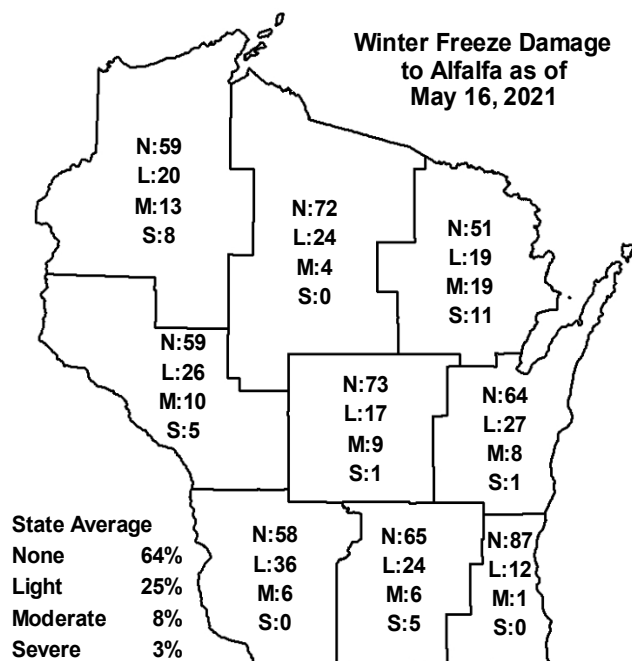 Winter Freeze Damage
to Alfalfa as of
May 16, 2021
N:59
L:20
M:13
S:8
N:72
L:24
M:4
S:0
N:51
L:19
M:19
S:11
N:59
L:26
M:10
S:5
N:73
L:17
M:9
S:1
N:64
L:27
M:8
S:1
N:58
L:36
M:6
S:0
N:65
L:24
M:6
S:5
N:87
L:12
M:1
S:0
State Average
None 64%
Light 25%
Moderate 8%
Severe 3%